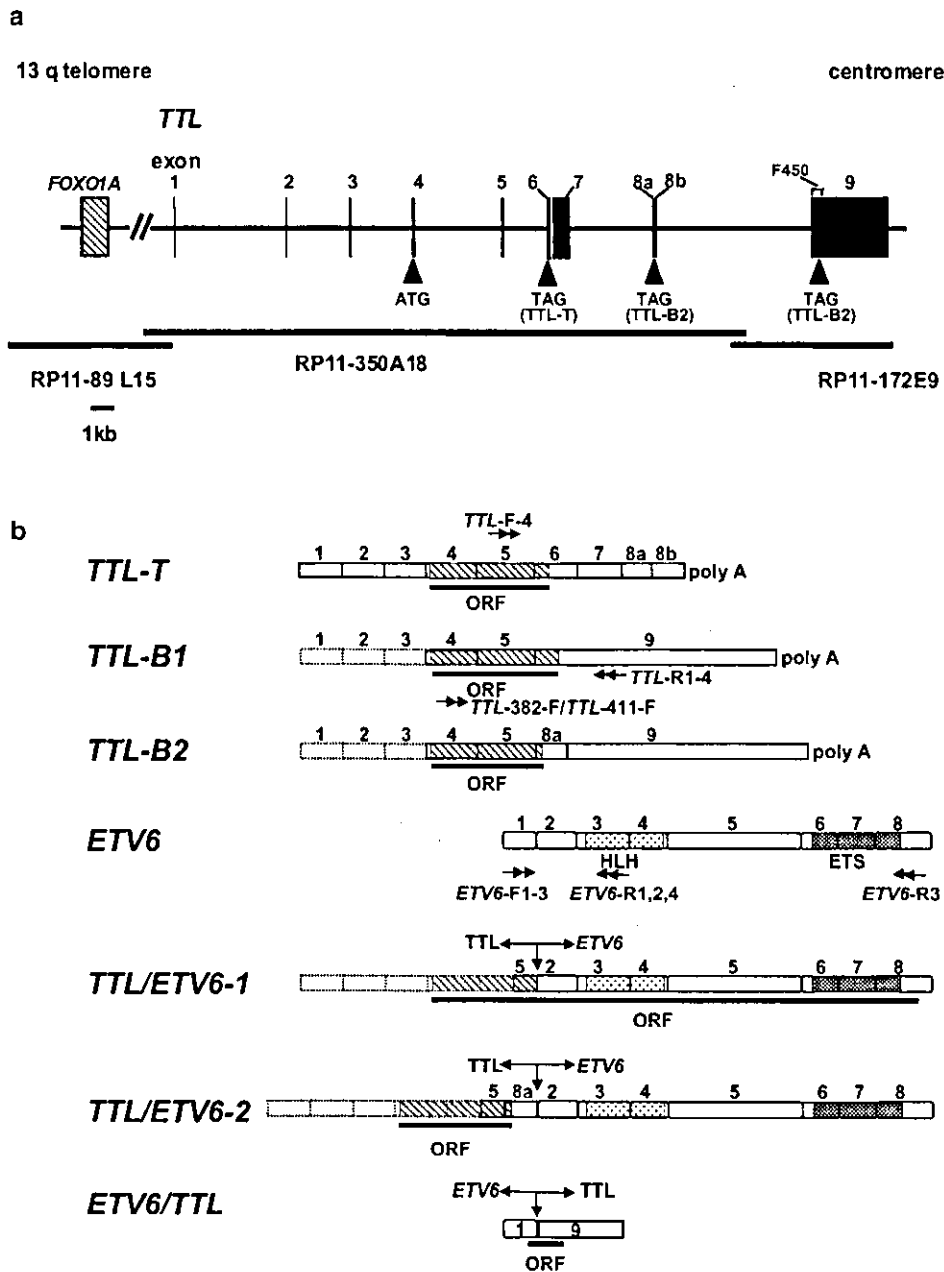 a
13 q telomere centromere
TTL
exon
FOXO1A 1 2 3 4 5 6 7 8a 8b F450 9
ATG TAG TAG TAG
(TTL-T) (TTL-B2) (TTL-B2)
RP11-89 L15 RP11-350A18 RP11-172E9
1kb
b
TTL-F-4
1 2 3 4 5 6 7 8a 8b
TTL-T poly A
ORF
1 2 3 4 5 9
TTL-B1 poly A
ORF TTL-R1-4
TTL-382-F/TTL-411-F
1 2 3 4 5 8a 9
TTL-B2 poly A
ORF
1 2 3 4 5 6 7 8
ETV6
HLH ETS
ETV6-F1-3 ETV6-R1,2,4 ETV6-R3
TTL ETV6
5 2 3 4 5 6 7 8
TTL/ETV6-1
ORF
TTL ETV6
5 8a 2 3 4 5 6 7 8
TTL/ETV6-2
ORF
ETV6 TTL
ETV6/TTL
1 9
ORF